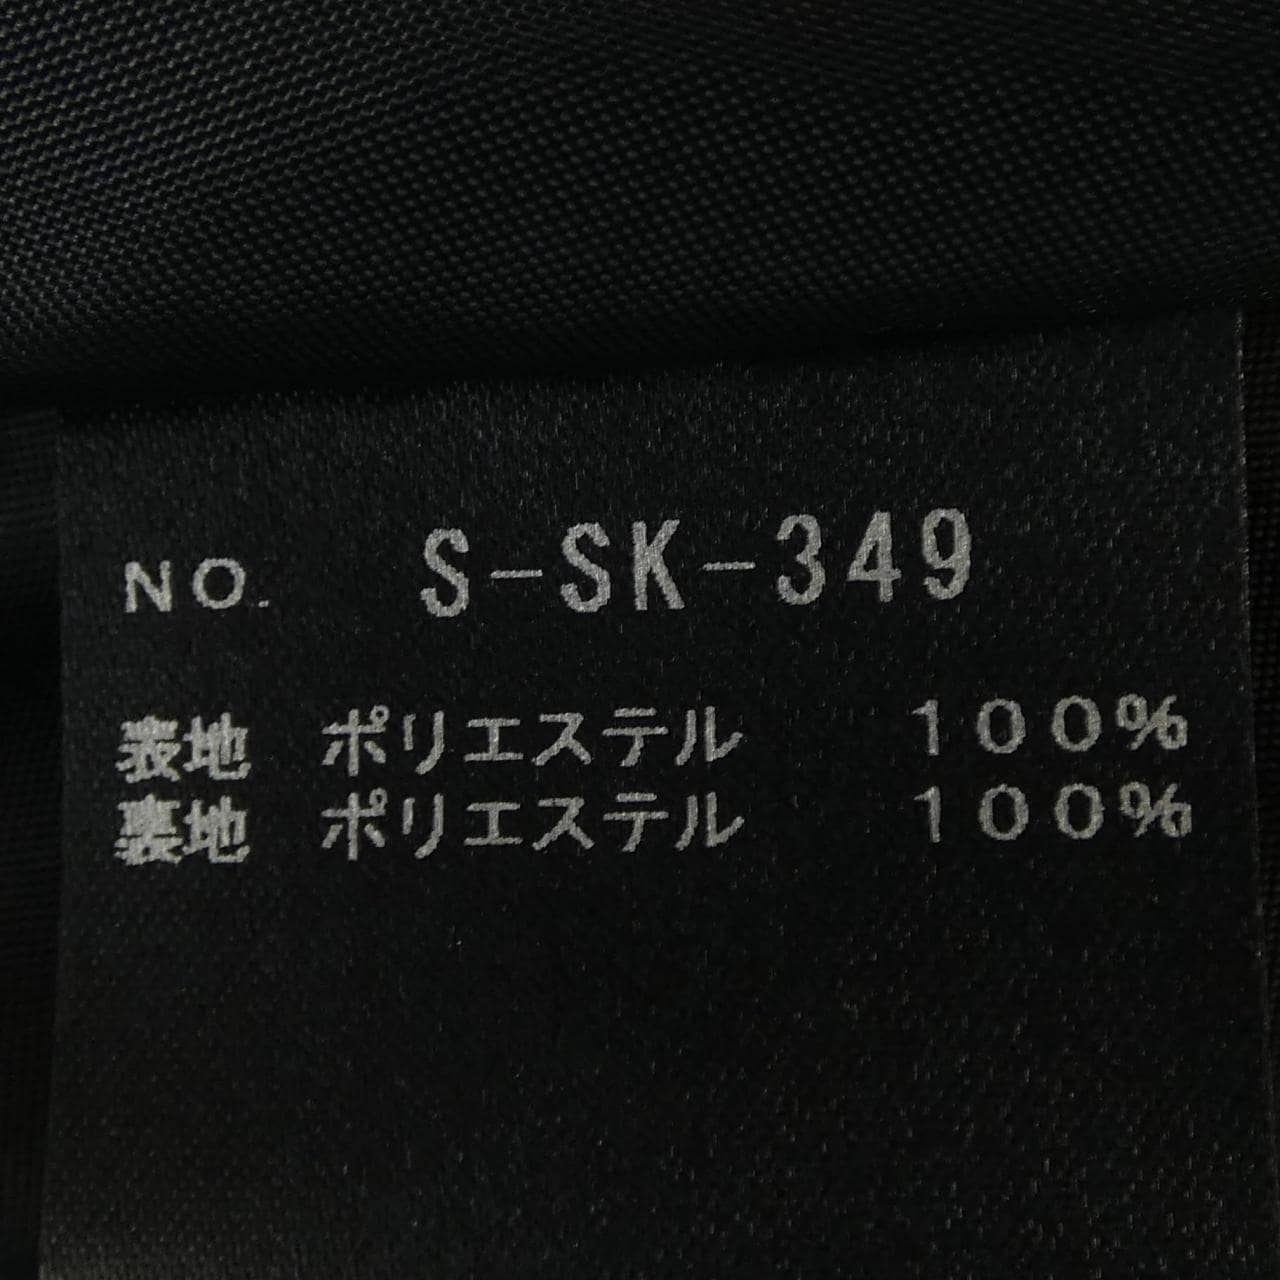 NO. S-SK-349
表地 ポリエステル 100%
裏地 ポリエステル 100%